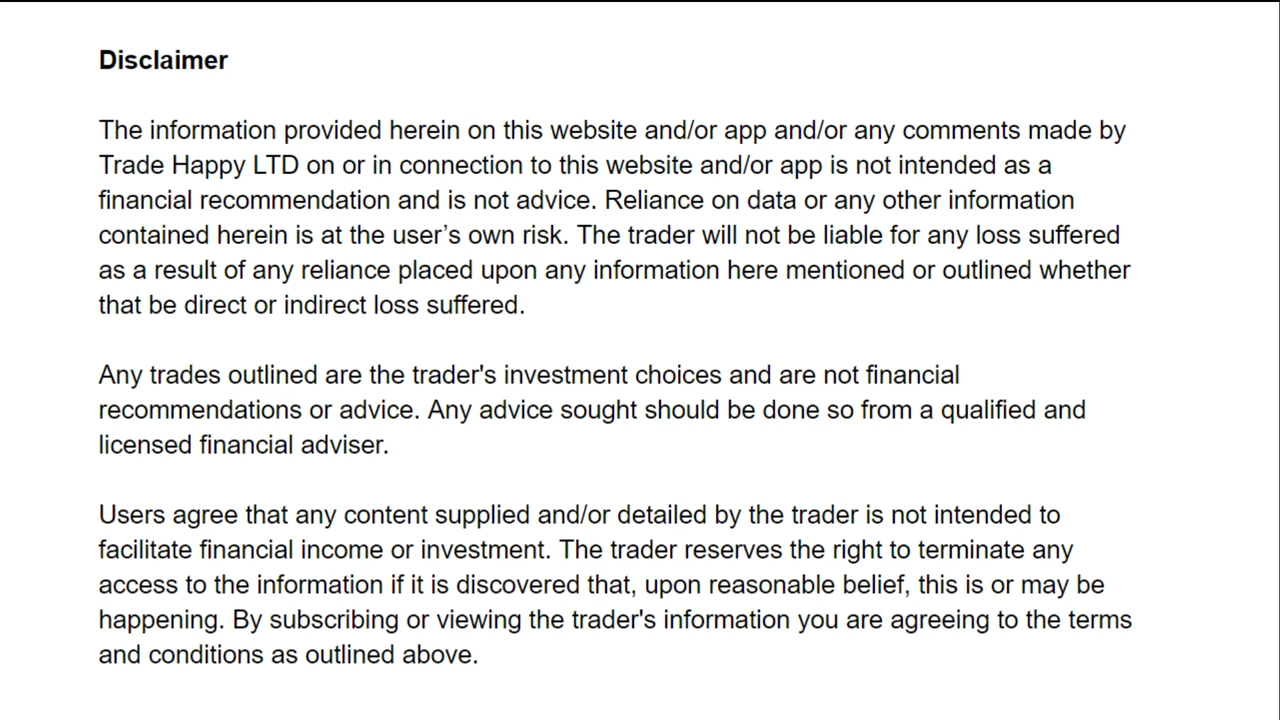 Disclaimer
The information provided herein on this website and/or app and/or any comments made by
Trade Happy LTD on or in connection to this website and/or app is not intended as a
financial recommendation and is not advice. Reliance on data or any other information
contained herein is at the user’s own risk. The trader will not be liable for any loss suffered
as a result of any reliance placed upon any information here mentioned or outlined whether
that be direct or indirect loss suffered.
Any trades outlined are the trader's investment choices and are not financial
recommendations or advice. Any advice sought should be done so from a qualified and
licensed financial adviser.
Users agree that any content supplied and/or detailed by the trader is not intended to
facilitate financial income or investment. The trader reserves the right to terminate any
access to the information if it is discovered that, upon reasonable belief, this is or may be
happening. By subscribing or viewing the trader's information you are agreeing to the terms
and conditions as outlined above.